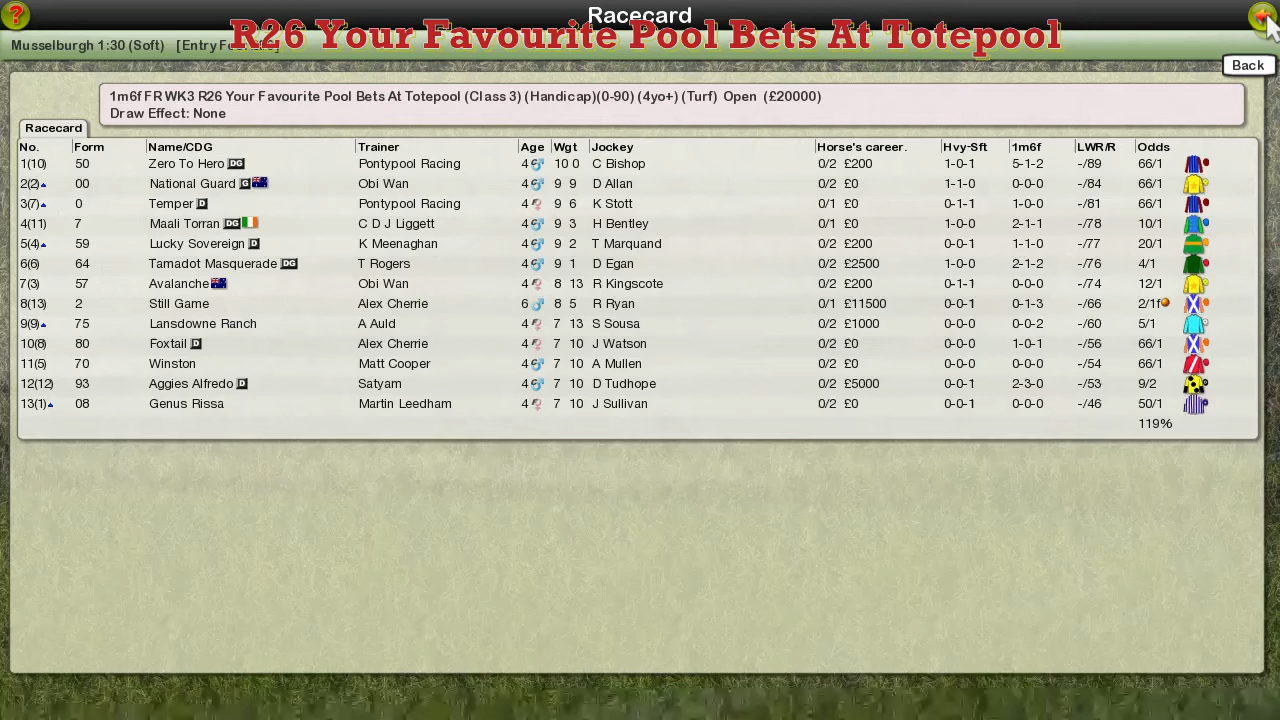 Racecard
R26 Your Favourite Pool Bets At Totepool
Musselburgh 1:30 (Soft) [Entry
Back
1m6f FR WK3 R26 Your Favourite Pool Bets At Totepool (Class 3) (Handicap)(0-90) (4yo+) (Turf) Open (£20000)
Draw Effect: None
Racecard
No. Form Name/CDG Trainer Age Wgt Jockey Horse's career. Hvy-Sft 1m6f LWR/R Odds
1(10) 50 Zero To Hero DG Pontypool Racing 4 10 0 C Bishop 0/2 £200 1-0-1 5-1-2 -/89 66/1
2(2) 00 National Guard G Obi Wan 4 9 9 D Allan 0/2 £0 1-1-0 0-0-0 -/84 66/1
3(7) 0 Temper D Pontypool Racing 4 9 6 K Stott 0/1 £0 0-1-1 1-0-0 -/81 66/1
4(11) 7 Maali Torran DG C D J Liggett 4 9 3 H Bentley 0/1 £0 1-0-0 2-1-1 -/78 10/1
5(4) 59 Lucky Sovereign D K Meenaghan 4 9 2 T Marquand 0/2 £200 0-0-1 1-1-0 -/77 20/1
6(6) 64 Tamadot Masquerade DG T Rogers 4 9 1 D Egan 0/2 £2500 1-0-0 2-1-2 -/76 4/1
7(3) 57 Avalanche Obi Wan 4 8 13 R Kingscote 0/2 £200 0-1-1 0-0-0 -/74 12/1
8(13) 2 Still Game Alex Cherrie 6 8 5 R Ryan 0/1 £11500 0-0-1 0-1-3 -/66 2/1f
9(9) 75 Lansdowne Ranch A Auld 4 7 13 S Sousa 0/2 £1000 0-0-0 0-0-2 -/60 5/1
10(8) 80 Foxtail D Alex Cherrie 4 7 10 J Watson 0/2 £0 0-0-0 1-0-1 -/56 66/1
11(5) 70 Winston Matt Cooper 4 7 10 A Mullen 0/2 £0 0-0-0 0-0-0 -/54 66/1
12(12) 93 Aggies Alfredo D Satyam 4 7 10 D Tudhope 0/2 £5000 0-0-1 2-3-0 -/53 9/2
13(1) 08 Genus Rissa Martin Leedham 4 7 10 J Sullivan 0/2 £0 0-0-1 0-0-0 -/46 50/1
119%